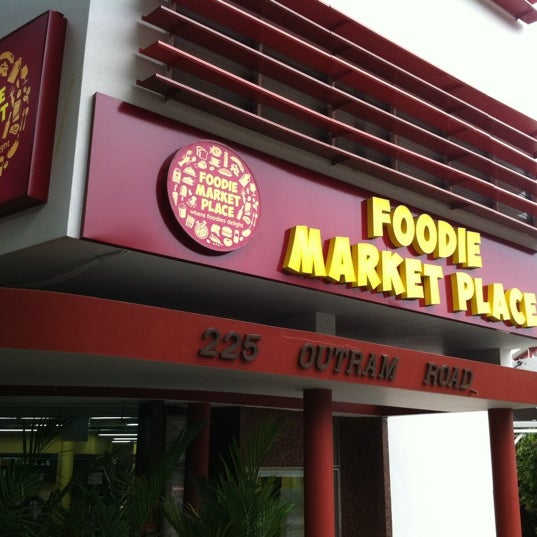 FOODIE
MARKET
PLACE
where foodies delight
FOODIE
MARKET PLACE
225 OUTRAM ROAD